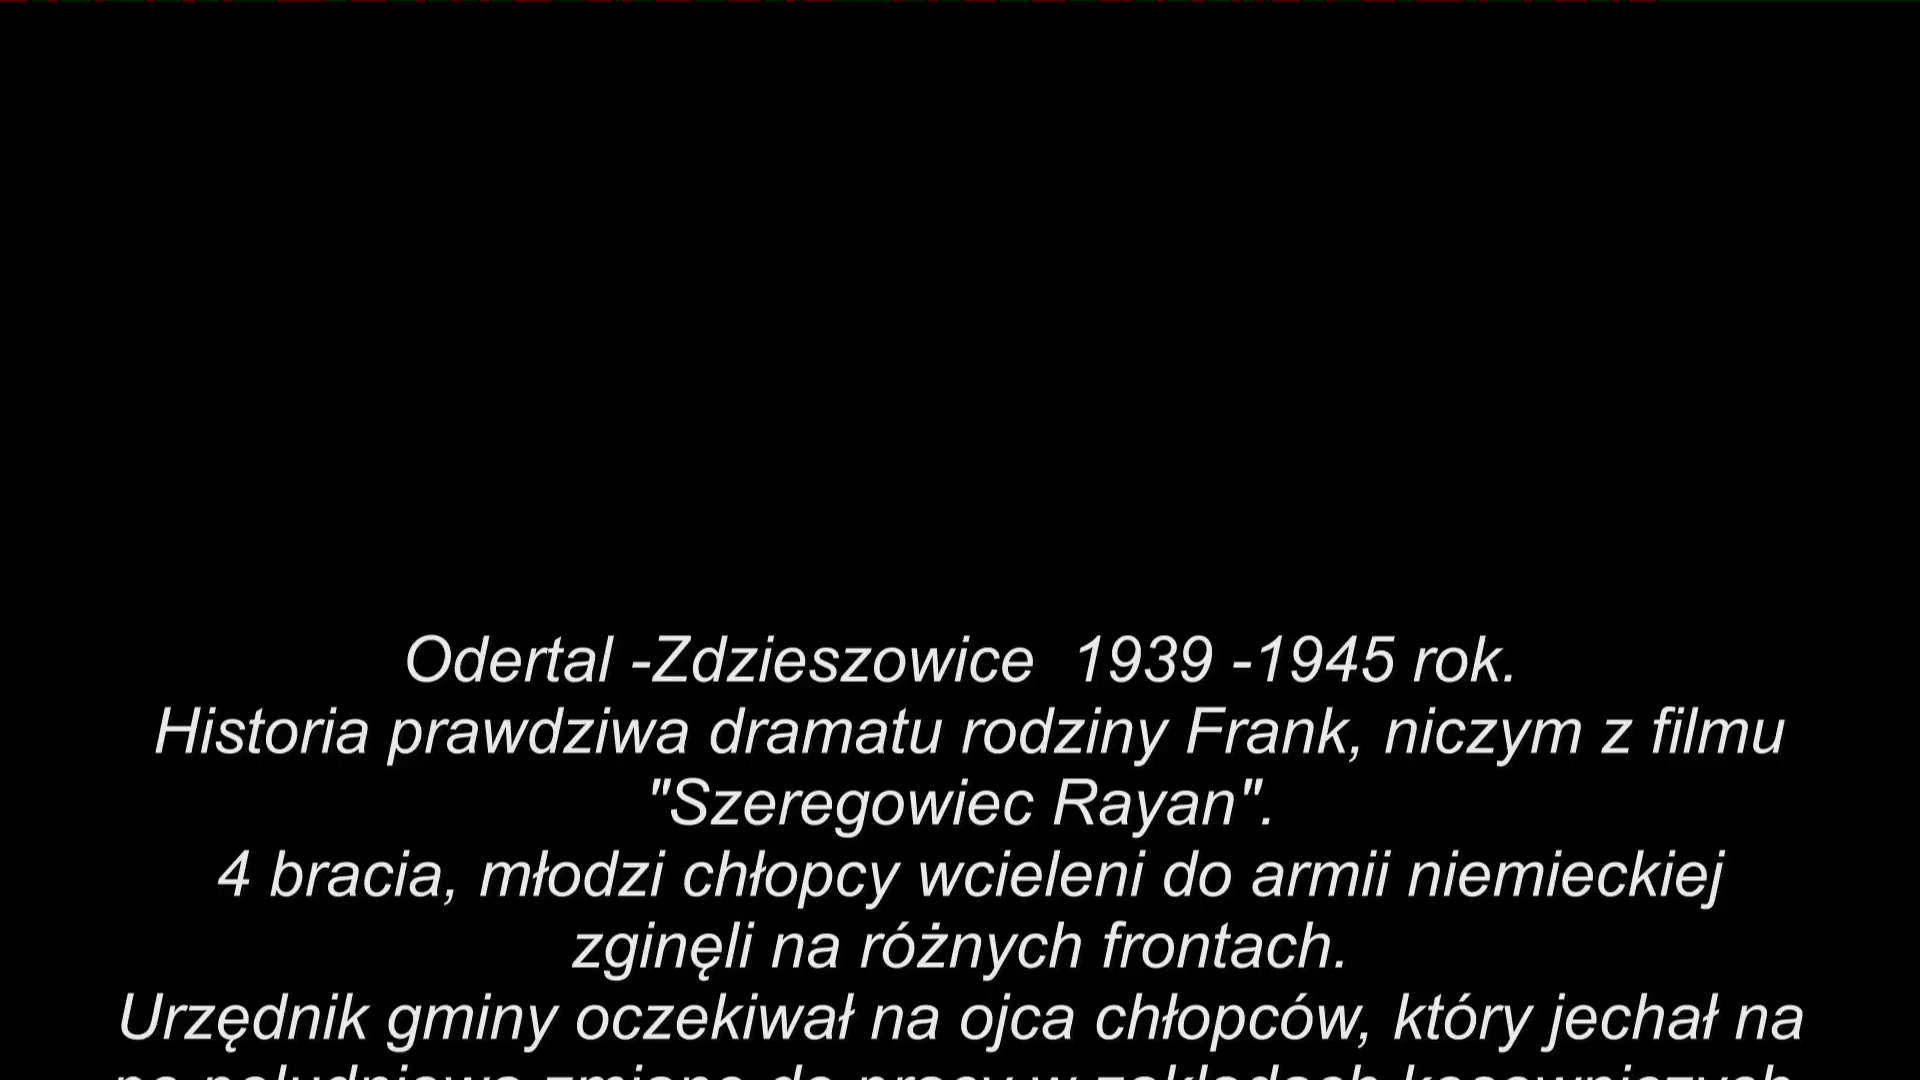 Odertal -Zdzieszowice  1939 -1945 rok.
Historia prawdziwa dramatu rodziny Frank, niczym z filmu
"Szeregowiec Rayan".
4 bracia, młodzi chłopcy wcieleni do armii niemieckiej
zginęli na różnych frontach.
Urzędnik gminy oczekiwał na ojca chłopców, który jechał na